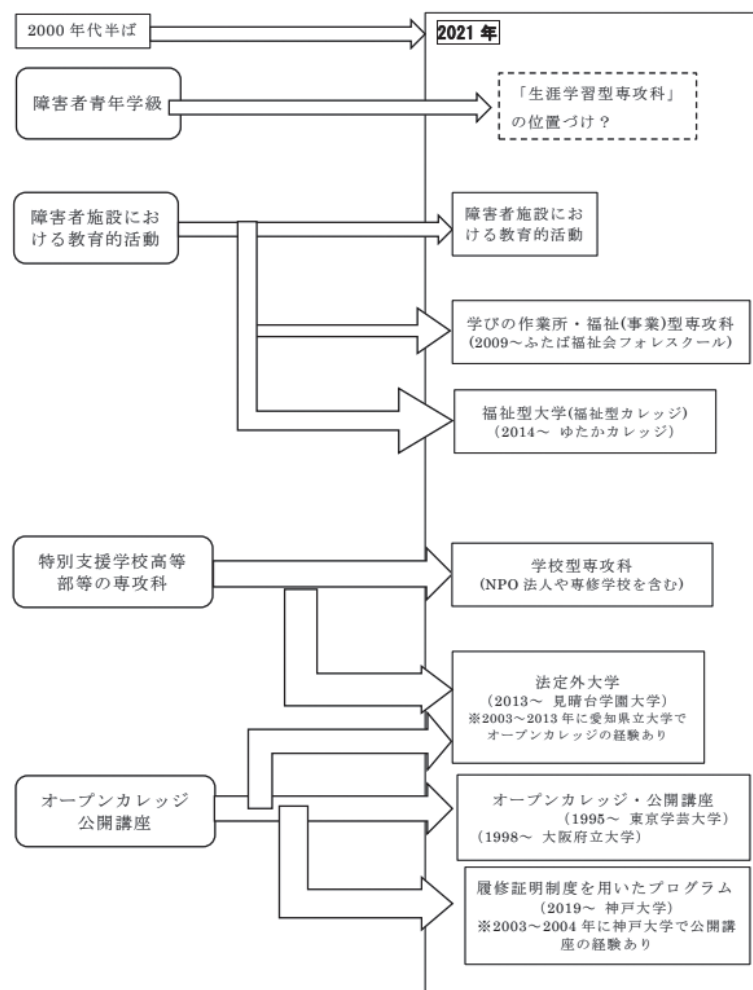 2000 年代半ば
2021 年
障害者青年学級
「生涯学習型専攻科」
の位置づけ？
障害者施設にお
ける教育的活動
障害者施設にお
ける教育的活動
学びの作業所・福祉(事業)型専攻科
(2009～ふたば福祉会フォレスクール)
福祉型大学(福祉型カレッジ)
（2014～ ゆたかカレッジ）
特別支援学校高等
部等の専攻科
学校型専攻科
(NPO 法人や専修学校を含む)
法定外大学
（2013～ 見晴台学園大学）
※2003～2013 年に愛知県立大学で
オープンカレッジの経験あり
オープンカレッジ
公開講座
オープンカレッジ・公開講座
（1995～ 東京学芸大学）
（1998～ 大阪府立大学）
履修証明制度を用いたプログラム
（2019～ 神戸大学）
※2003～2004 年に神戸大学で公開講
座の経験あり